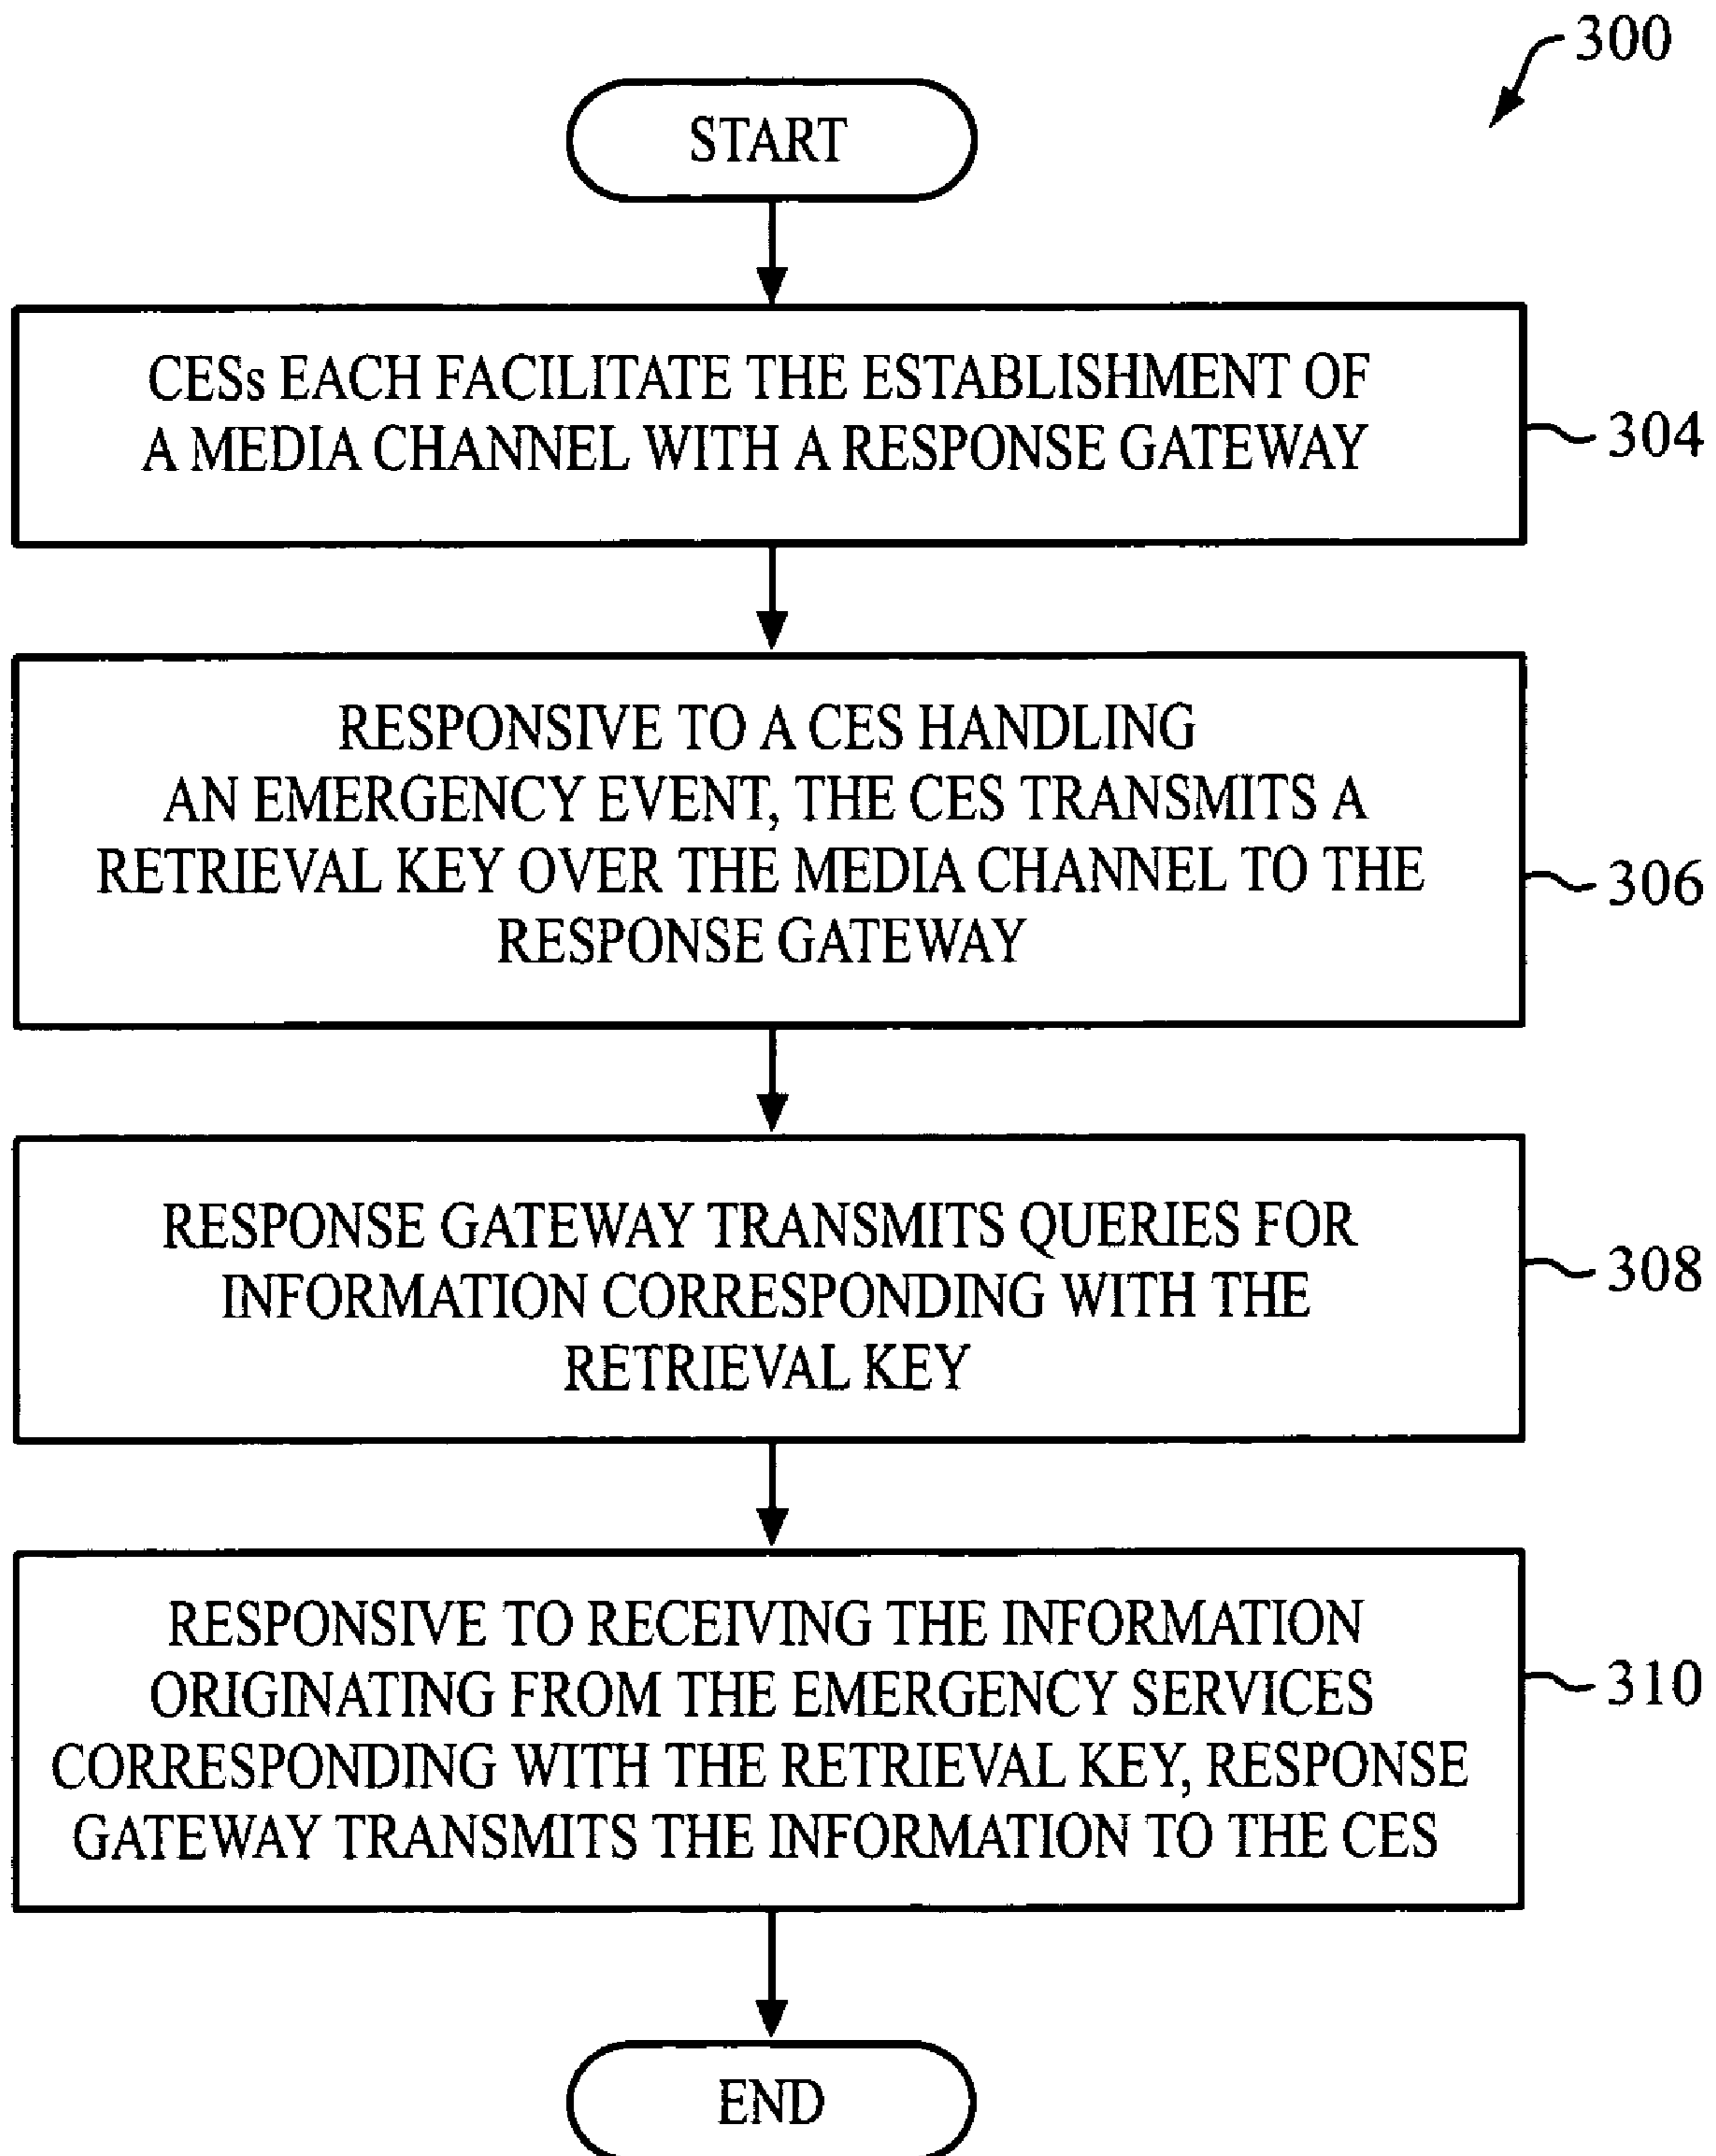 300
START
CESs EACH FACILITATE THE ESTABLISHMENT OF
A MEDIA CHANNEL WITH A RESPONSE GATEWAY
304
RESPONSIVE TO A CES HANDLING
AN EMERGENCY EVENT, THE CES TRANSMITS A
RETRIEVAL KEY OVER THE MEDIA CHANNEL TO THE
RESPONSE GATEWAY
306
RESPONSE GATEWAY TRANSMITS QUERIES FOR
INFORMATION CORRESPONDING WITH THE
RETRIEVAL KEY
308
RESPONSIVE TO RECEIVING THE INFORMATION
ORIGINATING FROM THE EMERGENCY SERVICES
CORRESPONDING WITH THE RETRIEVAL KEY, RESPONSE
GATEWAY TRANSMITS THE INFORMATION TO THE CES
310
END